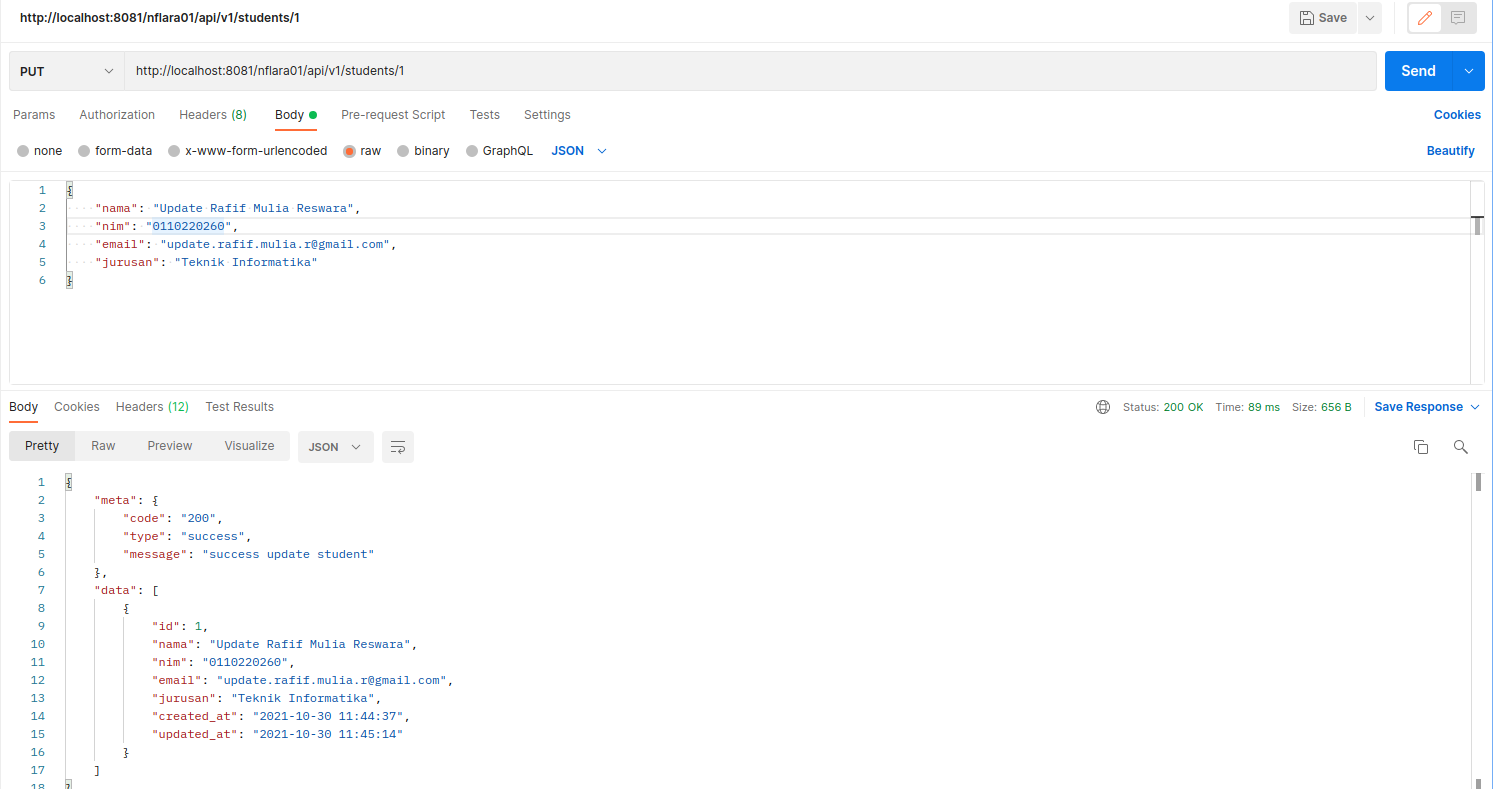 http://localhost:8081/nflara01/api/v1/students/1 Save
PUT http://localhost:8081/nflara01/api/v1/students/1 Send
Params Authorization Headers (8) Body Pre-request Script Tests Settings Cookies
none form-data x-www-form-urlencoded raw binary GraphQL JSON Beautify
1 {
2 "nama": "Update Rafif Mulia Reswara",
3 "nim": "0110220260",
4 "email": "update.rafif.mulia.r@gmail.com",
5 "jurusan": "Teknik Informatika"
6 }
Body Cookies Headers (12) Test Results Status: 200 OK Time: 89 ms Size: 656 B Save Response
Pretty Raw Preview Visualize JSON
1 {
2 "meta": {
3 "code": "200",
4 "type": "success",
5 "message": "success update student"
6 },
7 "data": [
8 {
9 "id": 1,
10 "nama": "Update Rafif Mulia Reswara",
11 "nim": "0110220260",
12 "email": "update.rafif.mulia.r@gmail.com",
13 "jurusan": "Teknik Informatika",
14 "created_at": "2021-10-30 11:44:37",
15 "updated_at": "2021-10-30 11:45:14"
16 }
17 ]
18 }